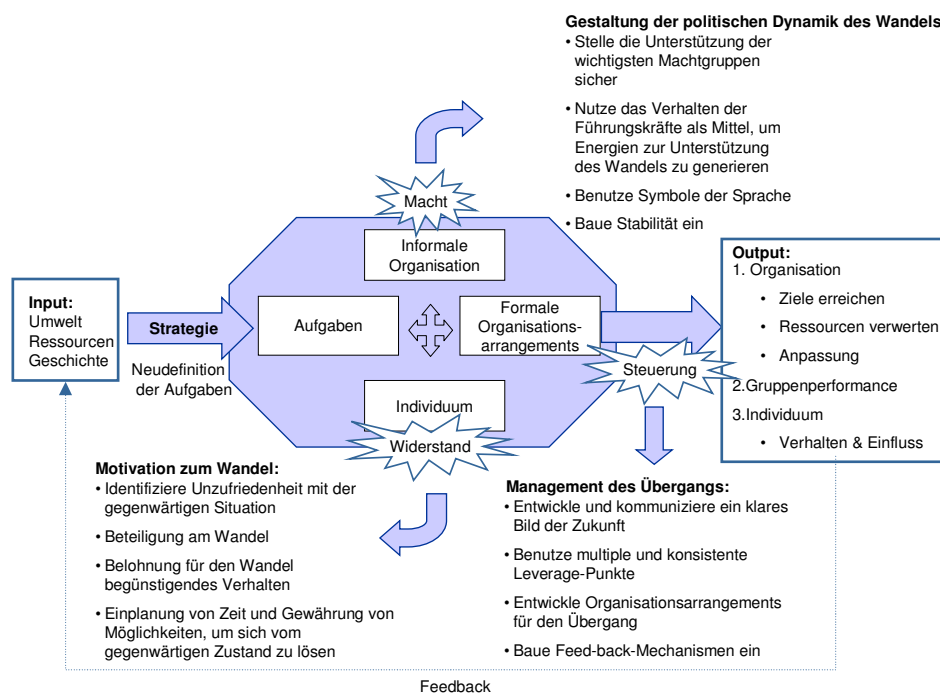 Gestaltung der politischen Dynamik des Wandels
• Stelle die Unterstützung der
wichtigsten Machtgruppen
sicher
• Nutze das Verhalten der
Führungskräfte als Mittel, um
Energien zur Unterstützung
des Wandels zu generieren
• Benutze Symbole der Sprache
• Baue Stabilität ein
Macht
Informale
Organisation
Input:
Umwelt
Ressourcen
Geschichte
Strategie
Neudefinition
der Aufgaben
Aufgaben
Formale
Organisations-
arrangements
Steuerung
Individuum
Widerstand
Output:
1. Organisation
• Ziele erreichen
• Ressourcen verwerten
• Anpassung
2.Gruppenperformance
3.Individuum
• Verhalten & Einfluss
Motivation zum Wandel:
• Identifiziere Unzufriedenheit mit der
gegenwärtigen Situation
• Beteiligung am Wandel
• Belohnung für den Wandel
begünstigendes Verhalten
• Einplanung von Zeit und Gewährung von
Möglichkeiten, um sich vom
gegenwärtigen Zustand zu lösen
Management des Übergangs:
• Entwickle und kommuniziere ein klares
Bild der Zukunft
• Benutze multiple und konsistente
Leverage-Punkte
• Entwickle Organisationsarrangements
für den Übergang
• Baue Feed-back-Mechanismen ein
Feedback